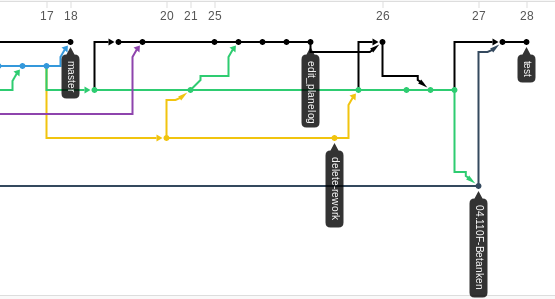 17 18 20 21 25 26 27 28
master
edit_planelog
test
delete-rework
04.110F-Betanken